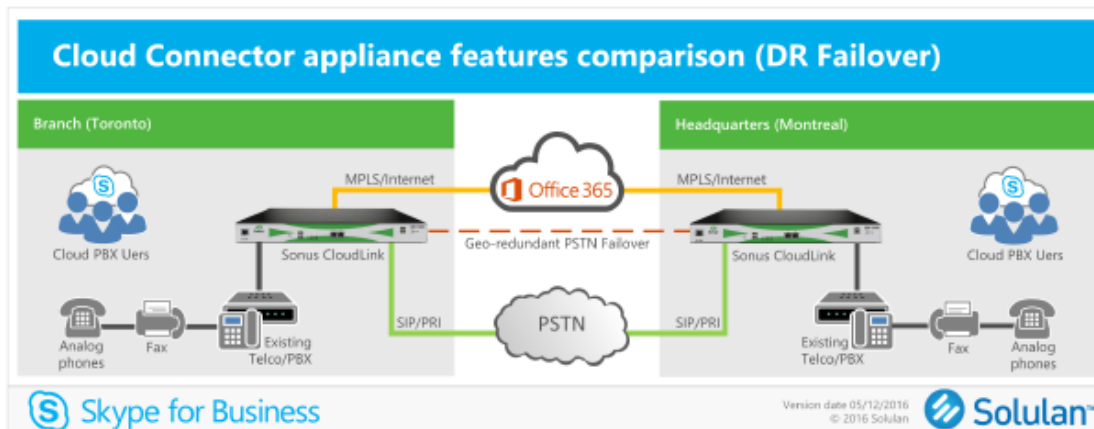 Cloud Connector appliance features comparison (DR Failover)
Branch (Toronto)
Headquarters (Montreal)
MPLS/Internet
Office 365
MPLS/Internet
Cloud PBX Uers
Sonus CloudLink
Geo-redundant PSTN Failover
Sonus CloudLink
Cloud PBX Uers
SIP/PRI
PSTN
SIP/PRI
Analog
phones
Fax
Existing
Telco/PBX
Existing
Telco/PBX
Fax
Analog
phones
Skype for Business
Version date 05/12/2016
© 2016 Solulan
Solulan™